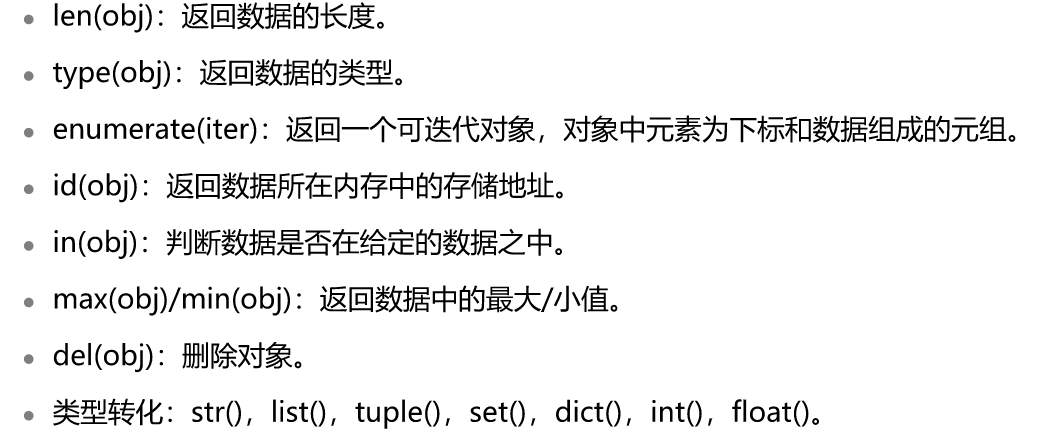 • len(obj)：返回数据的长度。
• type(obj)：返回数据的类型。
• enumerate(iter)：返回一个可迭代对象，对象中元素为下标和数据组成的元组。
• id(obj)：返回数据所在内存中的存储地址。
• in(obj)：判断数据是否在给定的数据之中。
• max(obj)/min(obj)：返回数据中的最大/小值。
• del(obj)：删除对象。
• 类型转化：str()，list()，tuple()，set()，dict()，int()，float()。